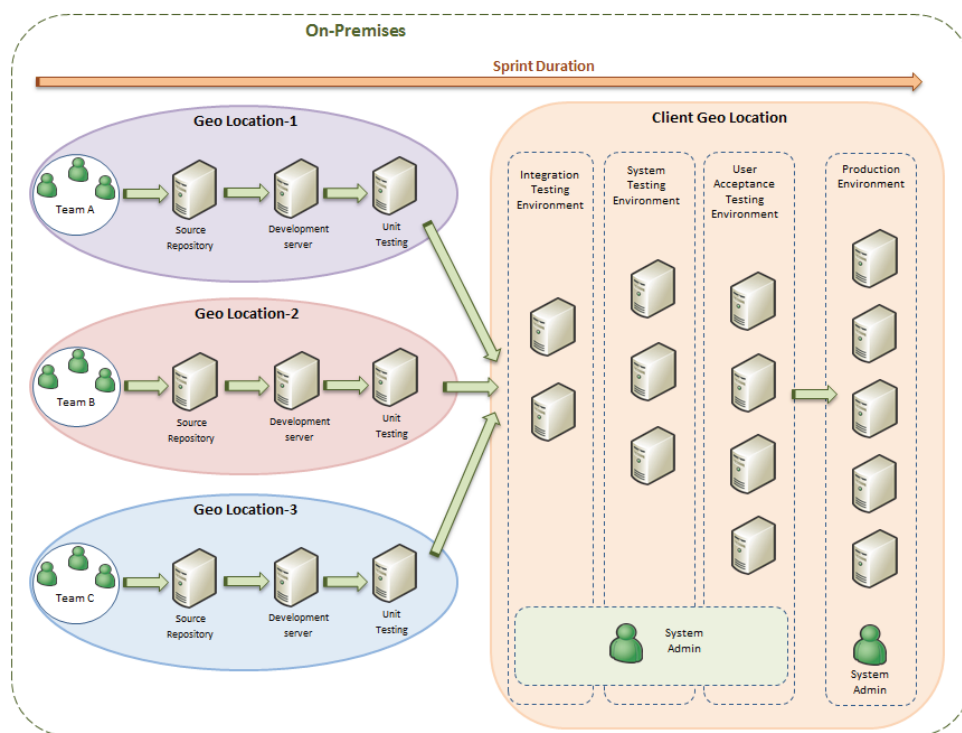 On-Premises
Sprint Duration
Geo Location-1
Team A
Source
Repository
Development
server
Unit
Testing
Geo Location-2
Team B
Source
Repository
Development
server
Unit
Testing
Geo Location-3
Team C
Source
Repository
Development
server
Unit
Testing
Client Geo Location
Integration
Testing
Environment
System
Testing
Environment
User
Acceptance
Testing
Environment
Production
Environment
System
Admin
System
Admin